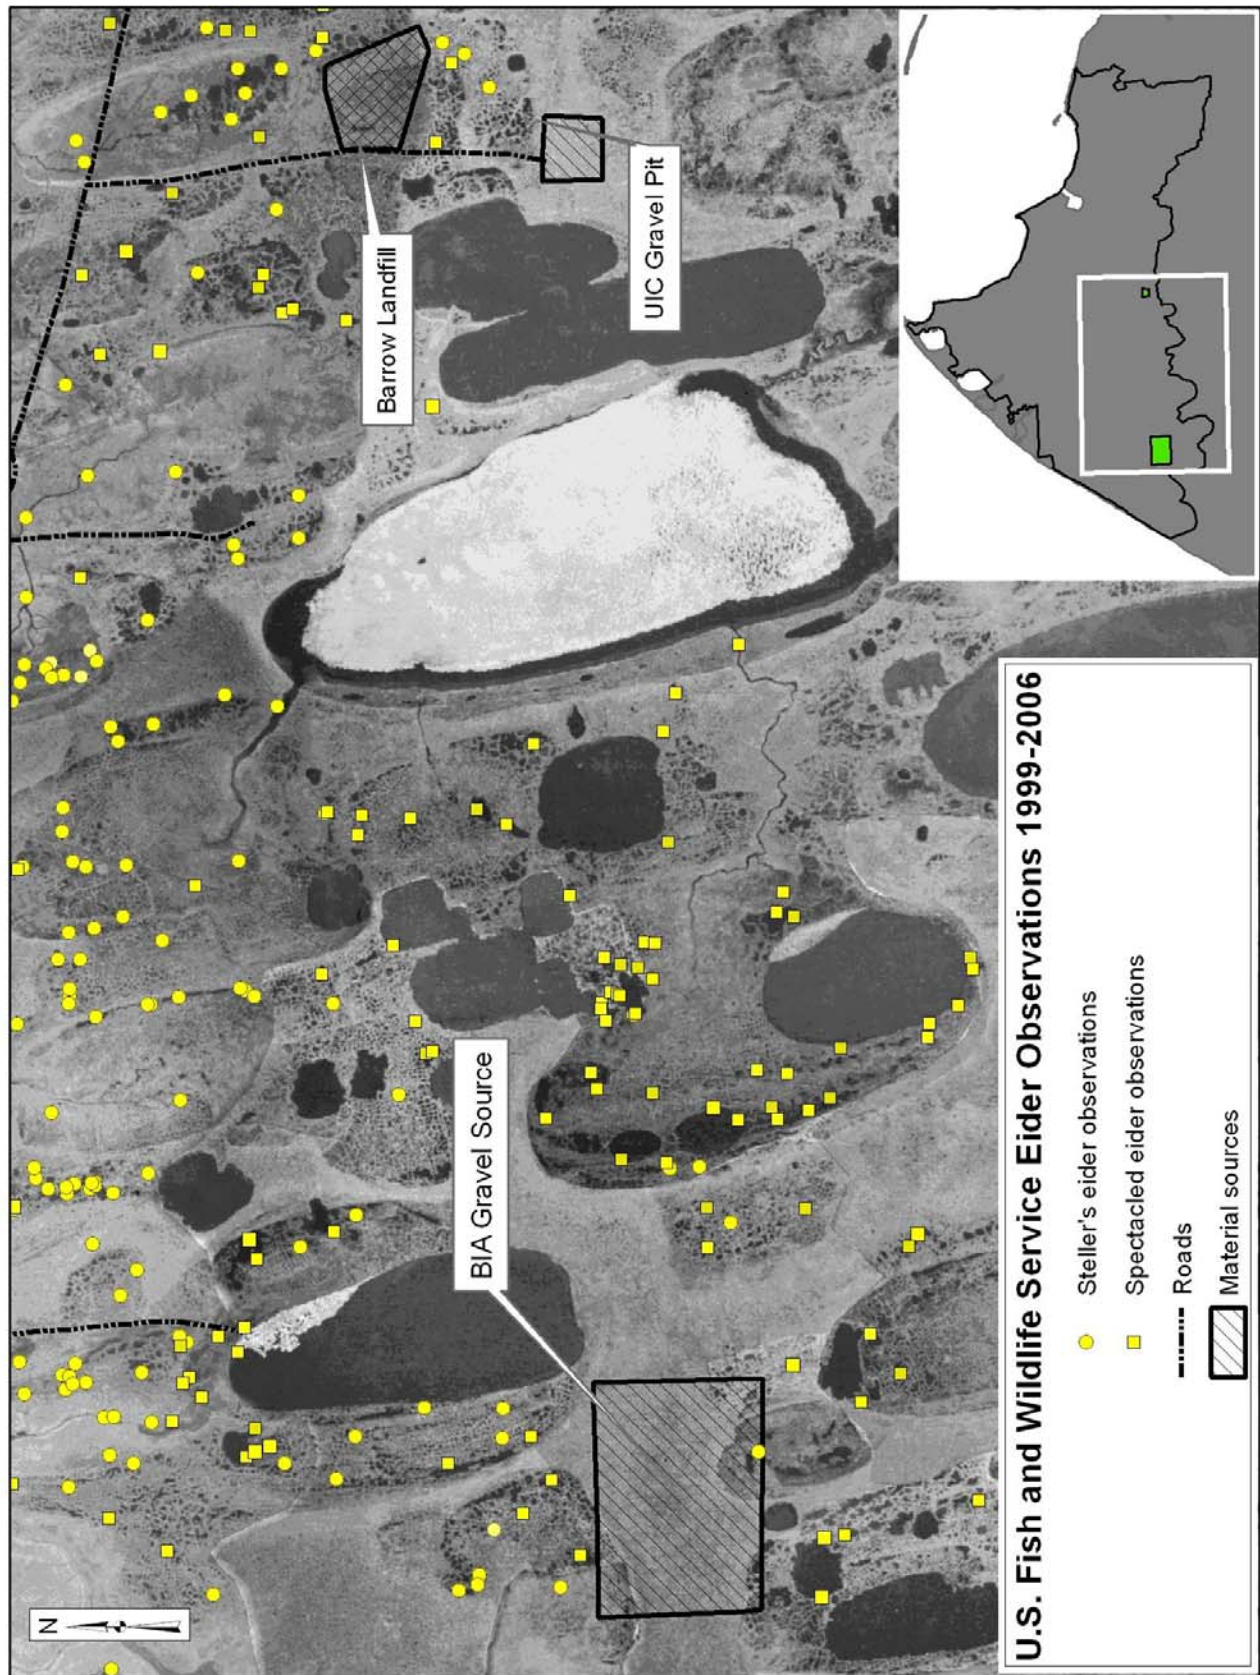 N
Barrow Landfill
UIC Gravel Pit
BIA Gravel Source
U.S. Fish and Wildlife Service Eider Observations 1999-2006
Steller's eider observations
Spectacled eider observations
Roads
Material sources